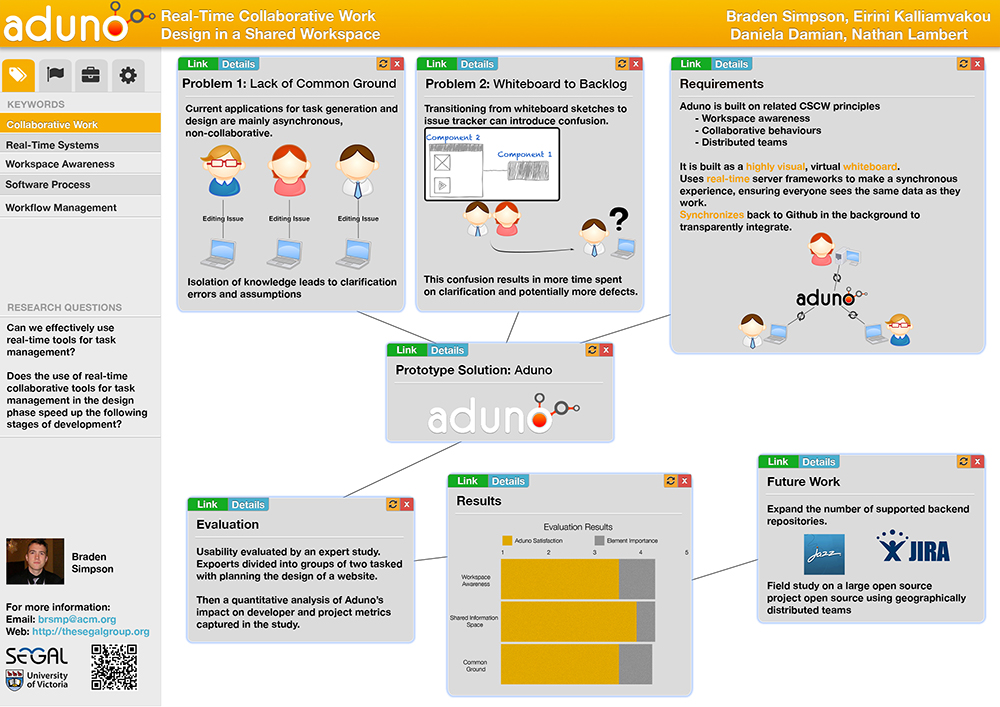 aduno
Real-Time Collaborative Work
Design in a Shared Workspace
Braden Simpson, Eirini Kalliamvakou
Daniela Damian, Nathan Lambert
KEYWORDS
Collaborative Work
Real-Time Systems
Workspace Awareness
Software Process
Workflow Management
RESEARCH QUESTIONS
Can we effectively use
real-time tools for task
management?
Does the use of real-time
collaborative tools for task
management in the design
phase speed up the following
stages of development?
Braden
Simpson
For more information:
Email: brsmp@acm.org
Web: http://thesegalgroup.org
SEGAL
University
of Victoria
Link Details x
Problem 1: Lack of Common Ground
Current applications for task generation and
design are mainly asynchronous,
non-collaborative.
Editing Issue Editing Issue Editing Issue
Isolation of knowledge leads to clarification
errors and assumptions
Link Details x
Problem 2: Whiteboard to Backlog
Transitioning from whiteboard sketches to
issue tracker can introduce confusion.
Component 2
Component 1
?
This confusion results in more time spent
on clarification and potentially more defects.
Link Details x
Requirements
Aduno is built on related CSCW principles
- Workspace awareness
- Collaborative behaviours
- Distributed teams
It is built as a highly visual, virtual whiteboard.
Uses real-time server frameworks to make a synchronous
experience, ensuring everyone sees the same data as they
work.
Synchronizes back to Github in the background to
transparently integrate.
aduno
Link Details x
Prototype Solution: Aduno
aduno
Link Details x
Evaluation
Usability evaluated by an expert study.
Expoerts divided into groups of two tasked
with planning the design of a website.
Then a quantitative analysis of Aduno's
impact on developer and project metrics
captured in the study.
Link Details x
Results
Evaluation Results
Aduno Satisfaction Element Importance
1 2 3 4 5
Workspace
Awareness
Shared Information
Space
Common
Ground
Link Details x
Future Work
Expand the number of supported backend
repositories.
Jazz
JIRA
Field study on a large open source
project open source using geographically
distributed teams